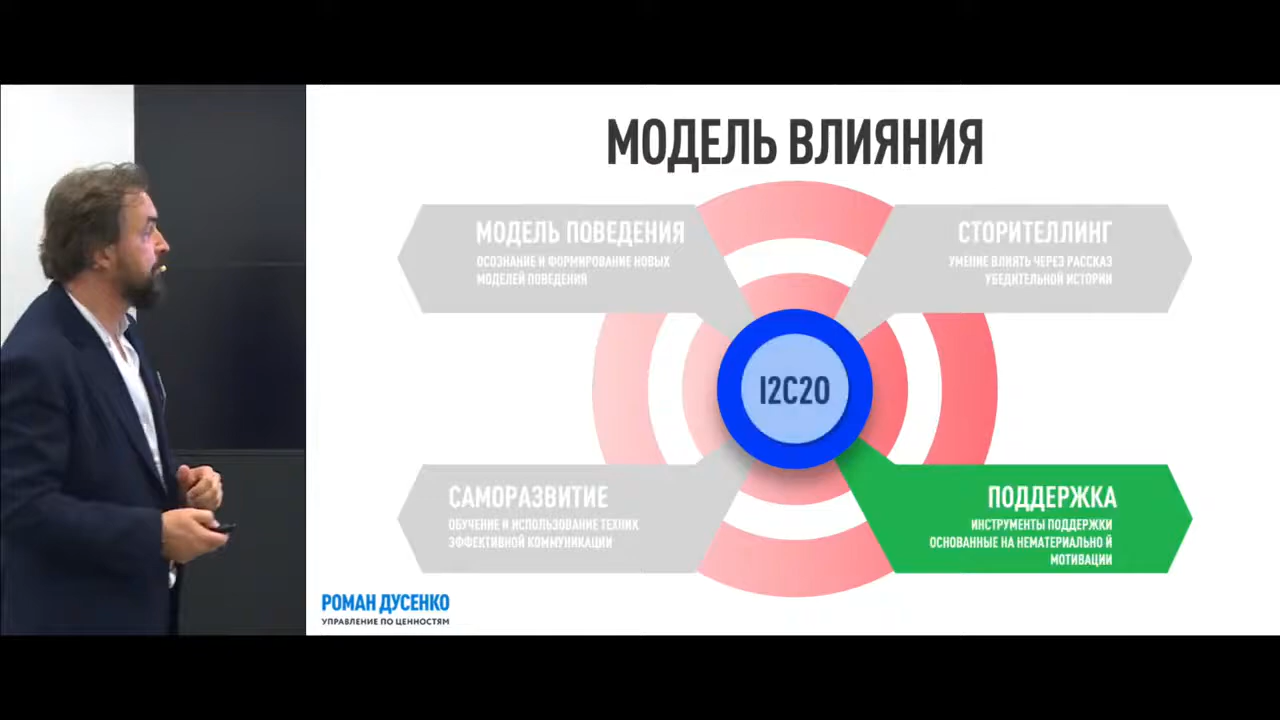 МОДЕЛЬ ВЛИЯНИЯ
МОДЕЛЬ ПОВЕДЕНИЯ
ОСОЗНАНИЕ И ФОРМИРОВАНИЕ НОВЫХ
МОДЕЛЕЙ ПОВЕДЕНИЯ
СТОРИТЕЛЛИНГ
УМЕНИЕ ВЛИЯТЬ ЧЕРЕЗ РАССКАЗ
УБЕДИТЕЛЬНОЙ ИСТОРИИ
I2C2O
САМОРАЗВИТИЕ
ОБУЧЕНИЕ И ИСПОЛЬЗОВАНИЕ ТЕХНИК
ЭФФЕКТИВНОЙ КОММУНИКАЦИИ
ПОДДЕРЖКА
ИНСТРУМЕНТЫ ПОДДЕРЖКИ
ОСНОВАННЫЕ НА НЕМАТЕРИАЛЬНО Й
МОТИВАЦИИ
РОМАН ДУСЕНКО
УПРАВЛЕНИЕ ПО ЦЕННОСТЯМ